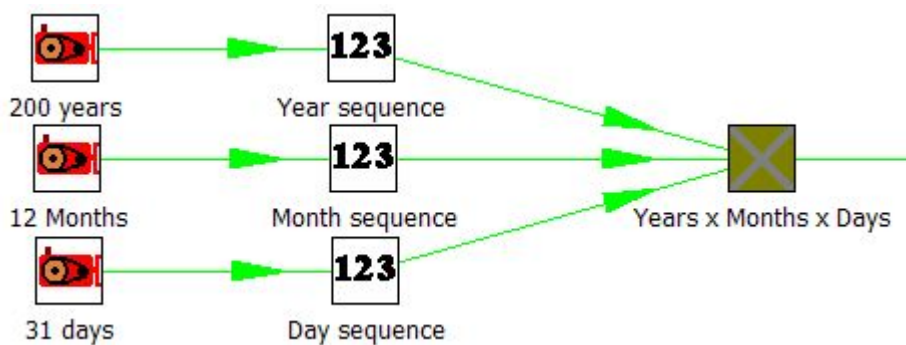 123
200 years
Year sequence
123
12 Months
Month sequence
Years x Months x Days
123
31 days
Day sequence